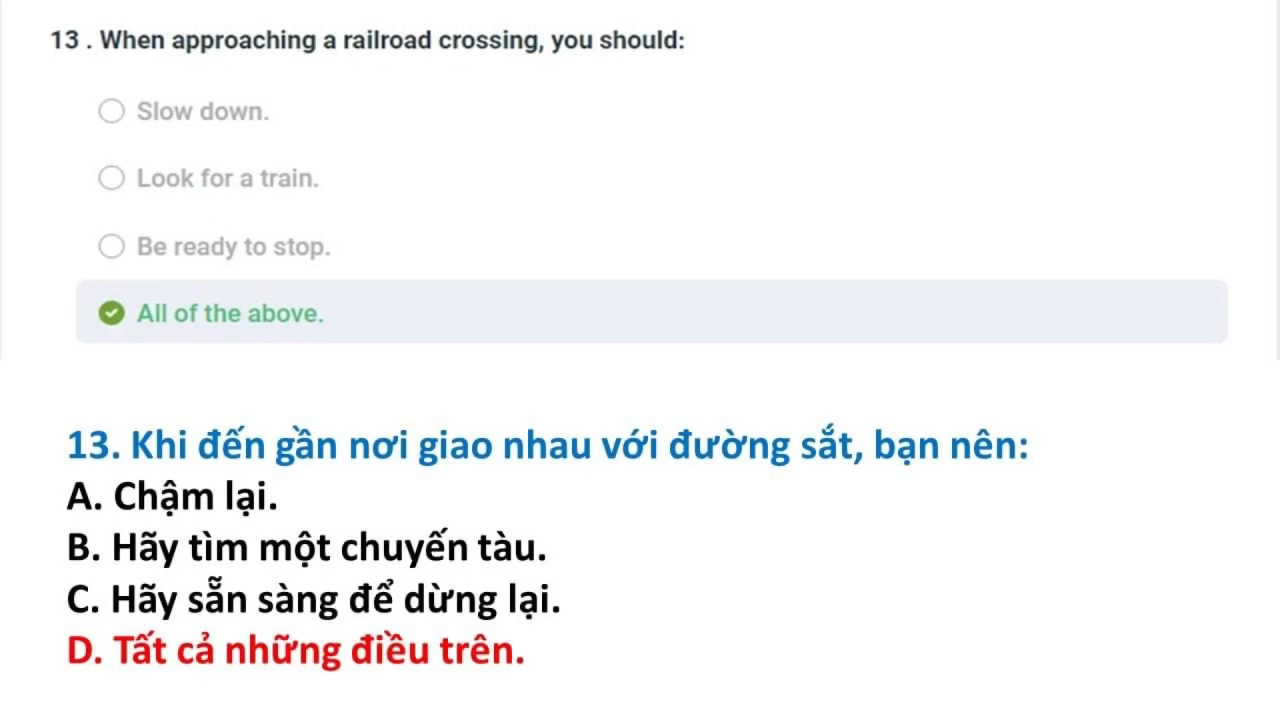 13 . When approaching a railroad crossing, you should:
Slow down.
Look for a train.
Be ready to stop.
All of the above.
13. Khi đến gần nơi giao nhau với đường sắt, bạn nên:
A. Chậm lại.
B. Hãy tìm một chuyến tàu.
C. Hãy sẵn sàng để dừng lại.
D. Tất cả những điều trên.